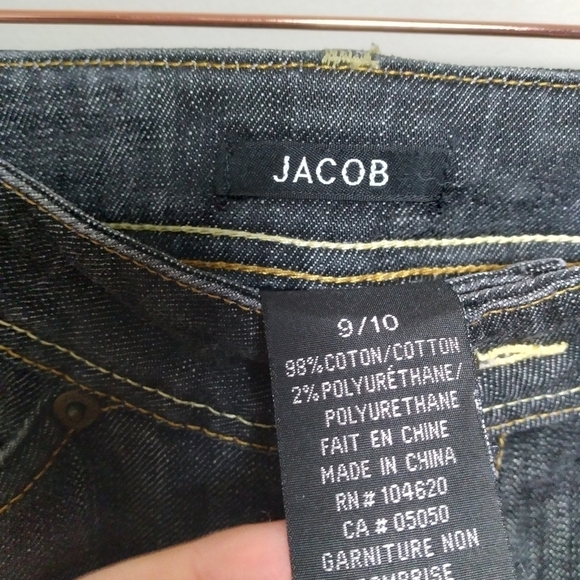 JACOB
9/10
98%COTON/COTTON
2%POLYURÉTHANE/
POLYURETHANE
FAIT EN CHINE
MADE IN CHINA
RN# 104620
CA# 05050
GARNITURE NON
COMPRISE